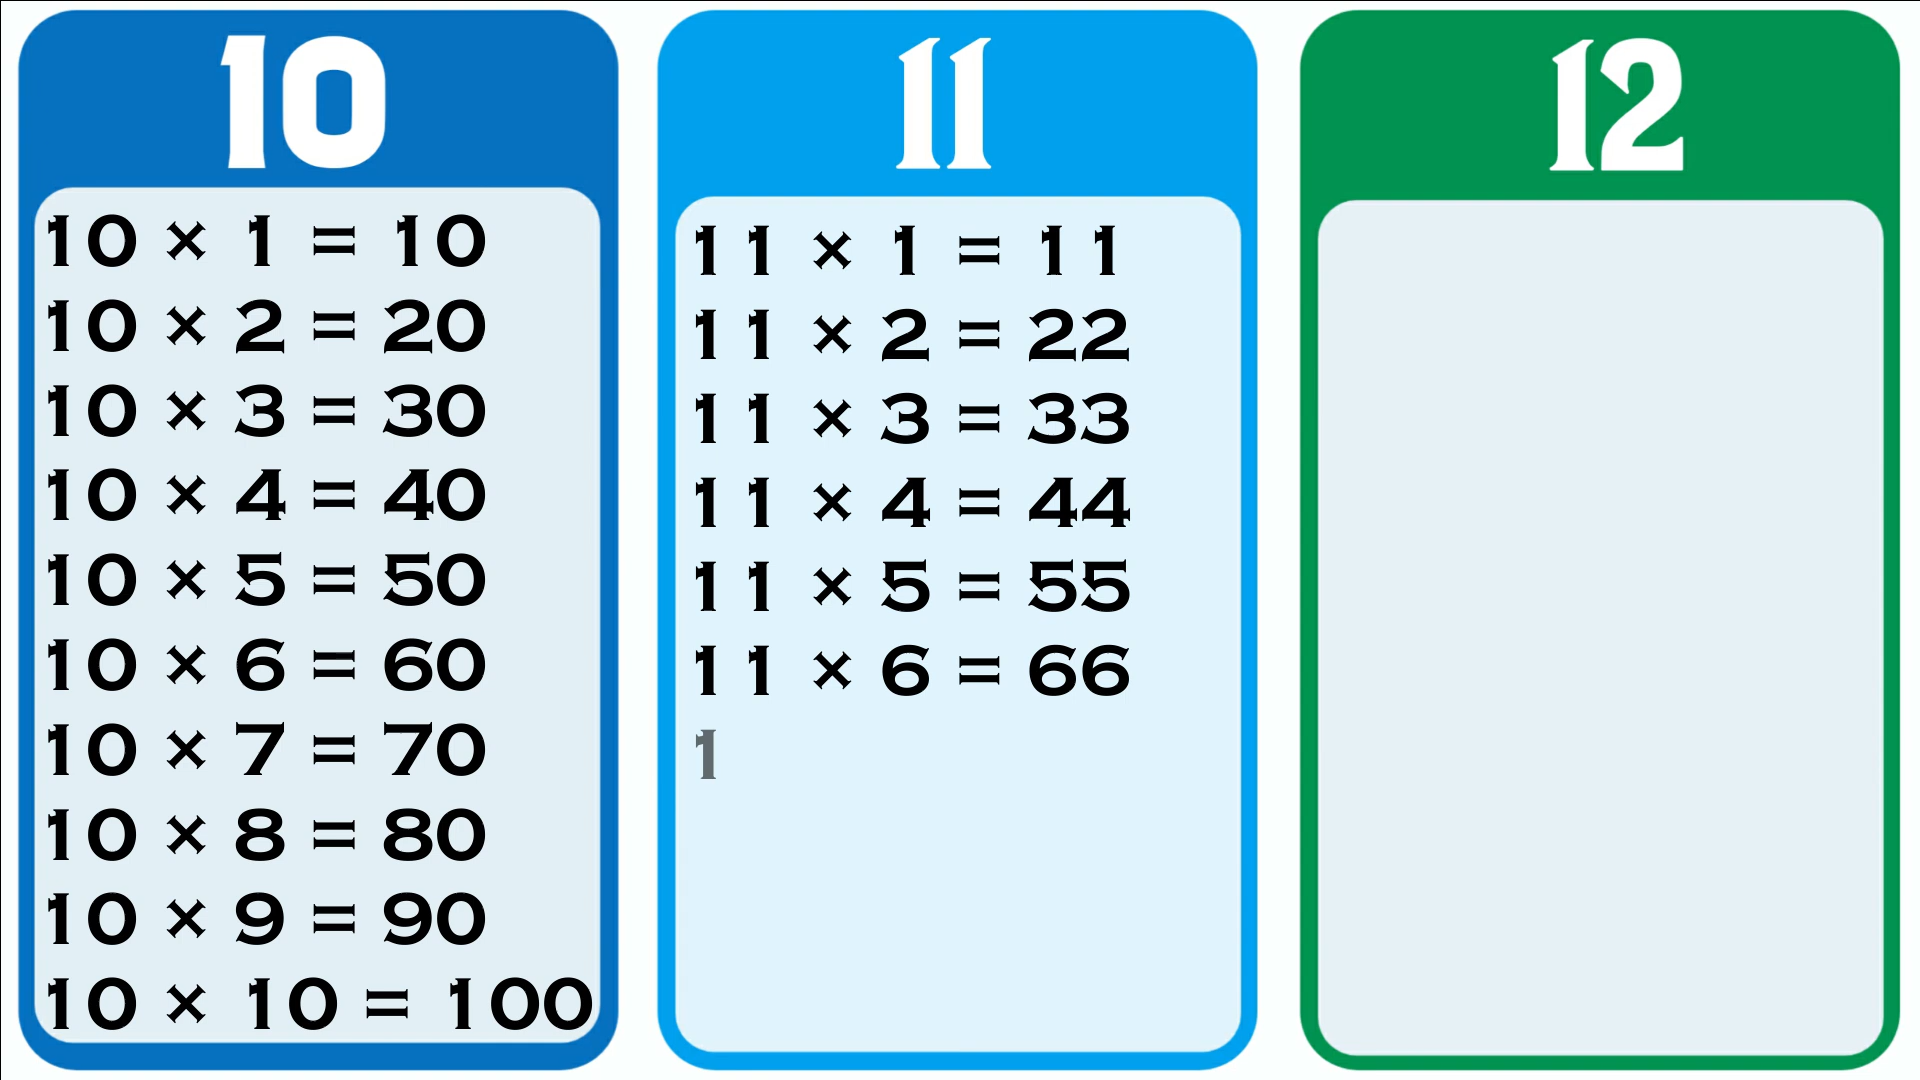 10
10 × 1 = 10
10 × 2 = 20
10 × 3 = 30
10 × 4 = 40
10 × 5 = 50
10 × 6 = 60
10 × 7 = 70
10 × 8 = 80
10 × 9 = 90
10 × 10 = 100
11
11 × 1 = 11
11 × 2 = 22
11 × 3 = 33
11 × 4 = 44
11 × 5 = 55
11 × 6 = 66
1
12